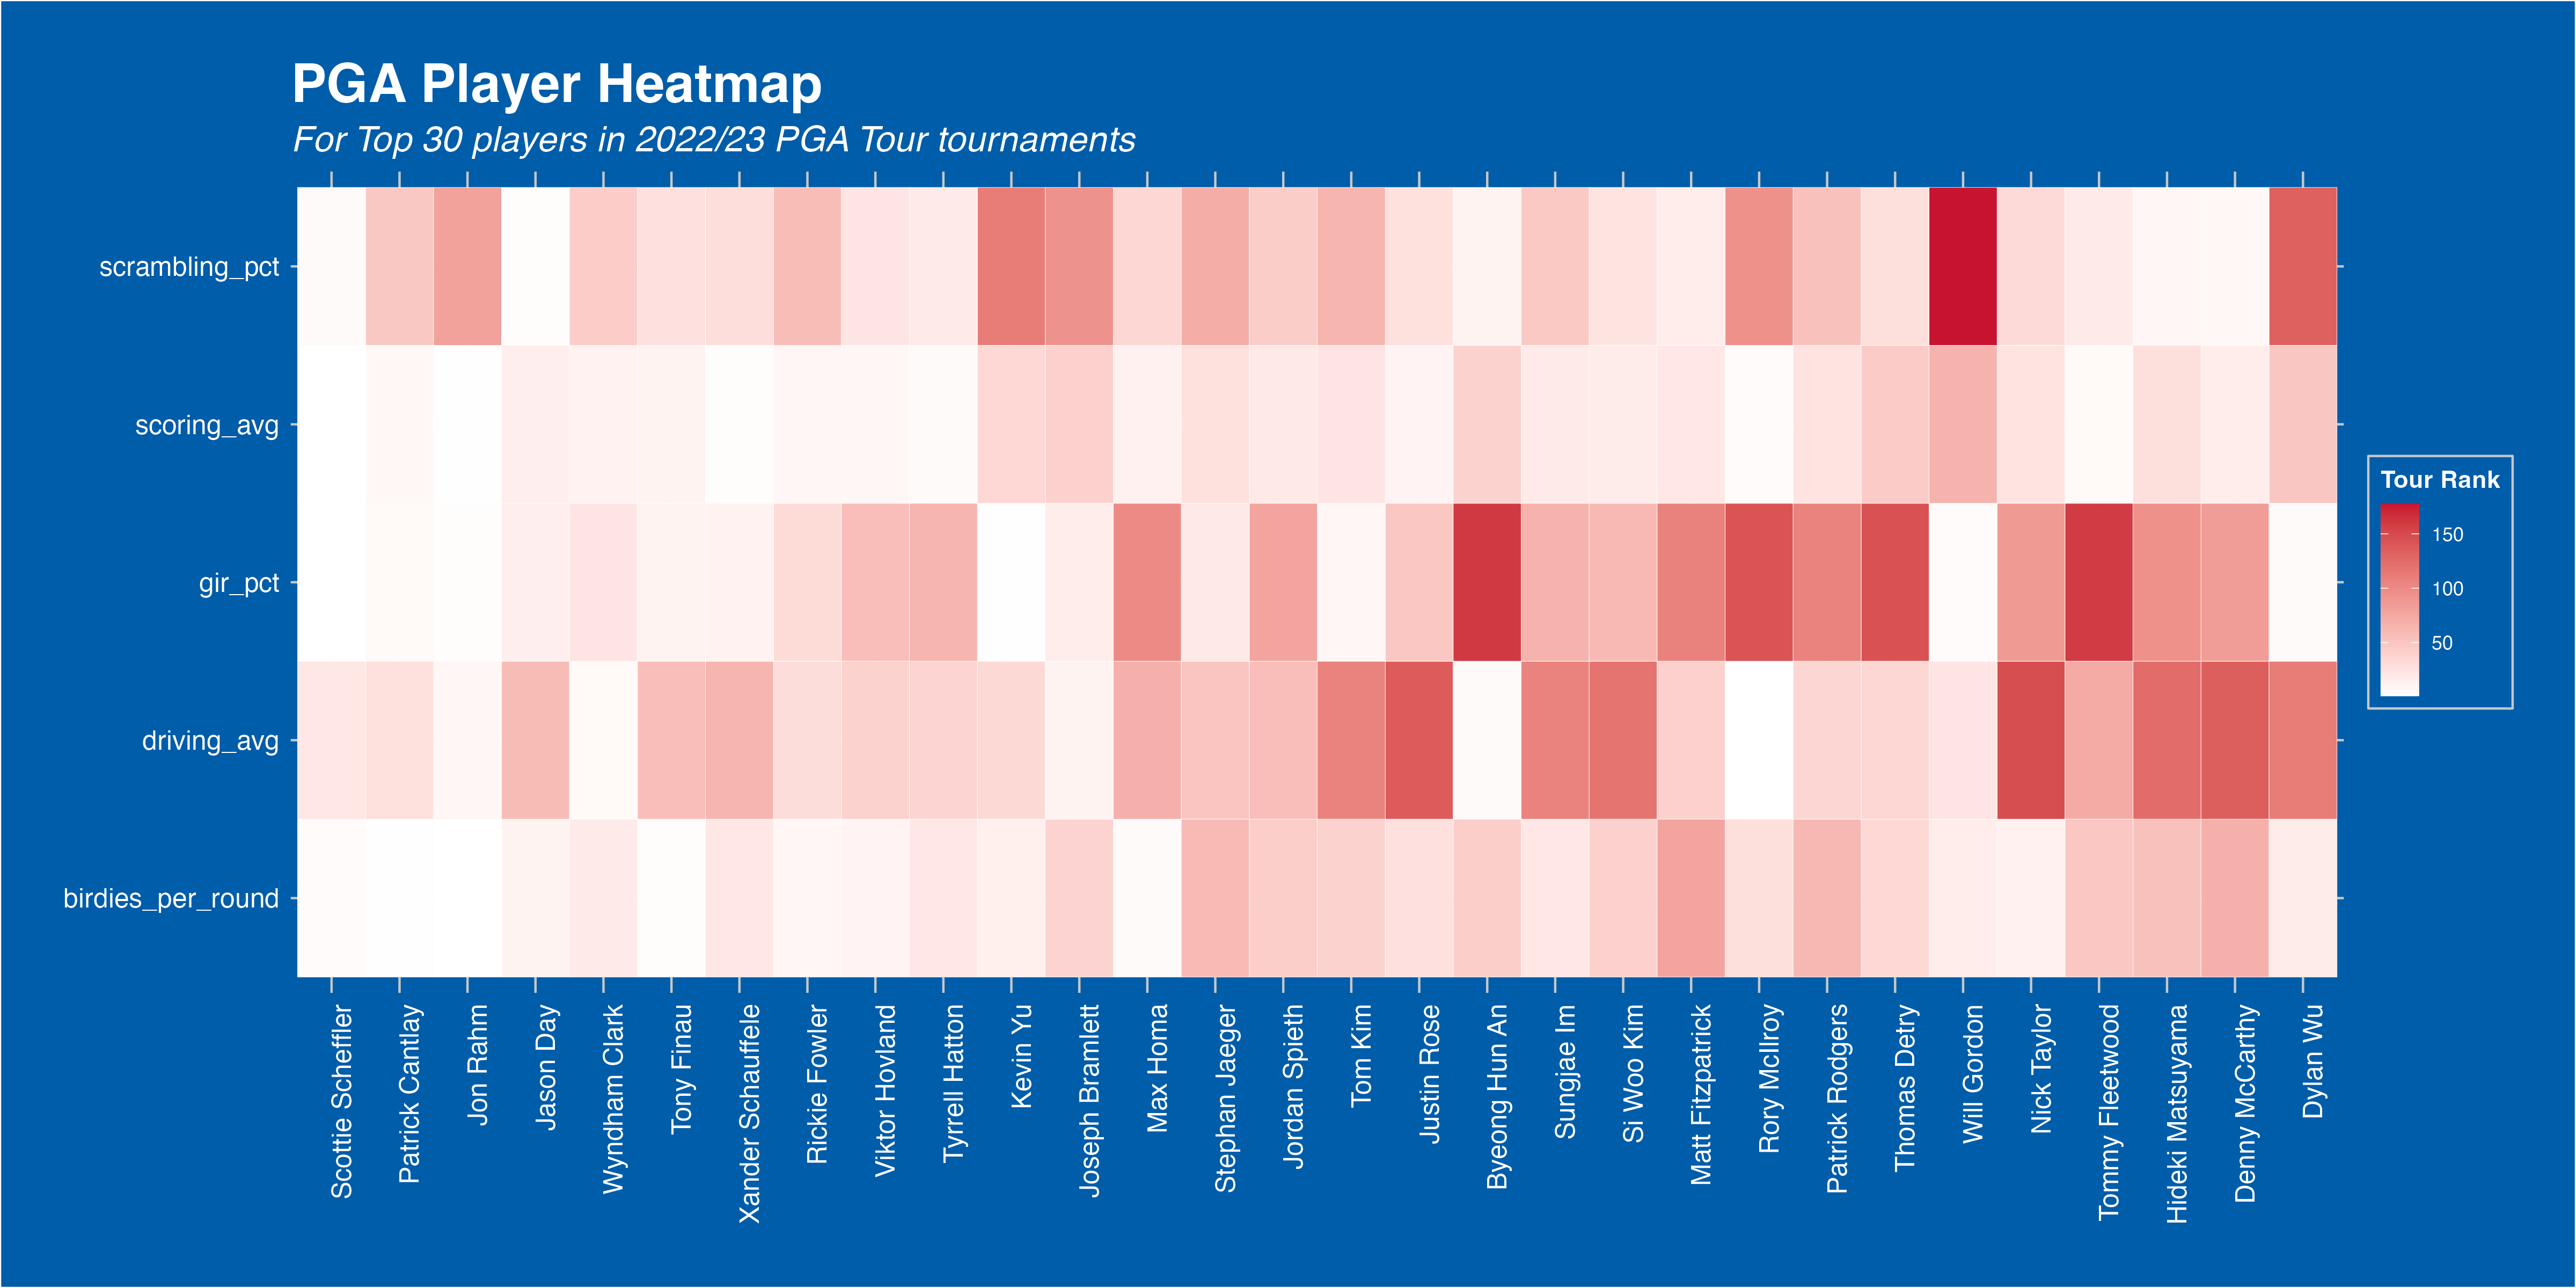 PGA Player Heatmap
For Top 30 players in 2022/23 PGA Tour tournaments
scrambling_pct
scoring_avg
gir_pct
driving_avg
birdies_per_round
Tour Rank
150
100
50
Scottie Scheffler
Patrick Cantlay
Jon Rahm
Jason Day
Wyndham Clark
Tony Finau
Xander Schauffele
Rickie Fowler
Viktor Hovland
Tyrrell Hatton
Kevin Yu
Joseph Bramlett
Max Homa
Stephan Jaeger
Jordan Spieth
Tom Kim
Justin Rose
Byeong Hun An
Sungjae Im
Si Woo Kim
Matt Fitzpatrick
Rory McIlroy
Patrick Rodgers
Thomas Detry
Will Gordon
Nick Taylor
Tommy Fleetwood
Hideki Matsuyama
Denny McCarthy
Dylan Wu